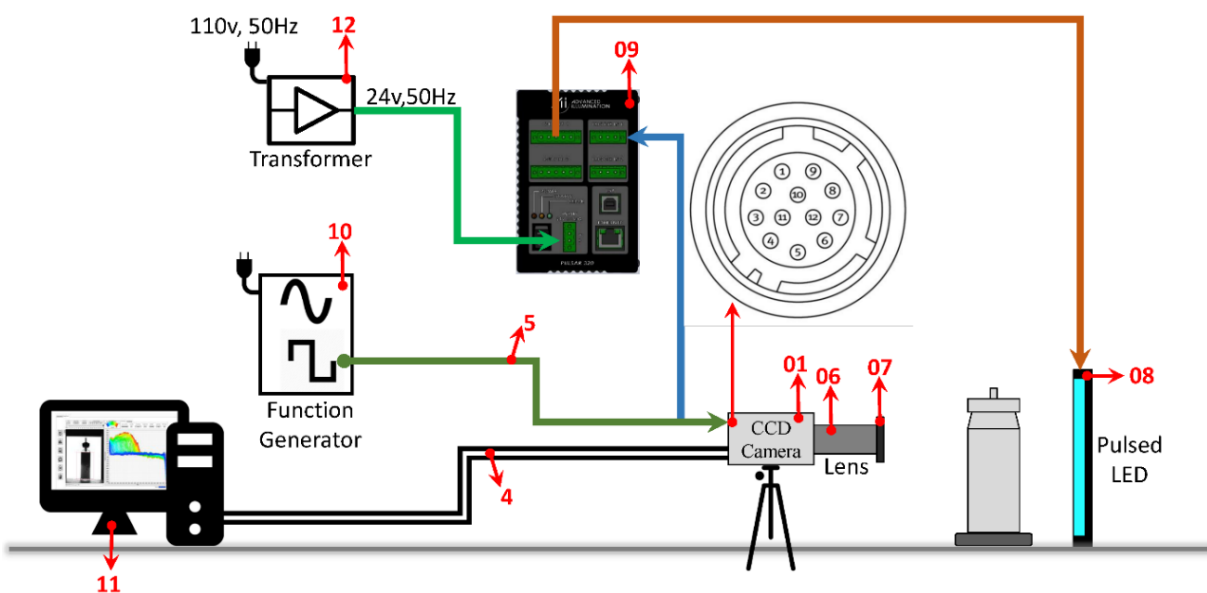 110v, 50Hz
12
24v,50Hz
Transformer
09
ADVANCED
ILLUMINATION
PULSAR 320
1
9
2
10
8
3
11
12
7
4
6
5
10
5
Function
Generator
01
06
07
CCD
Camera
Lens
08
Pulsed
LED
4
11